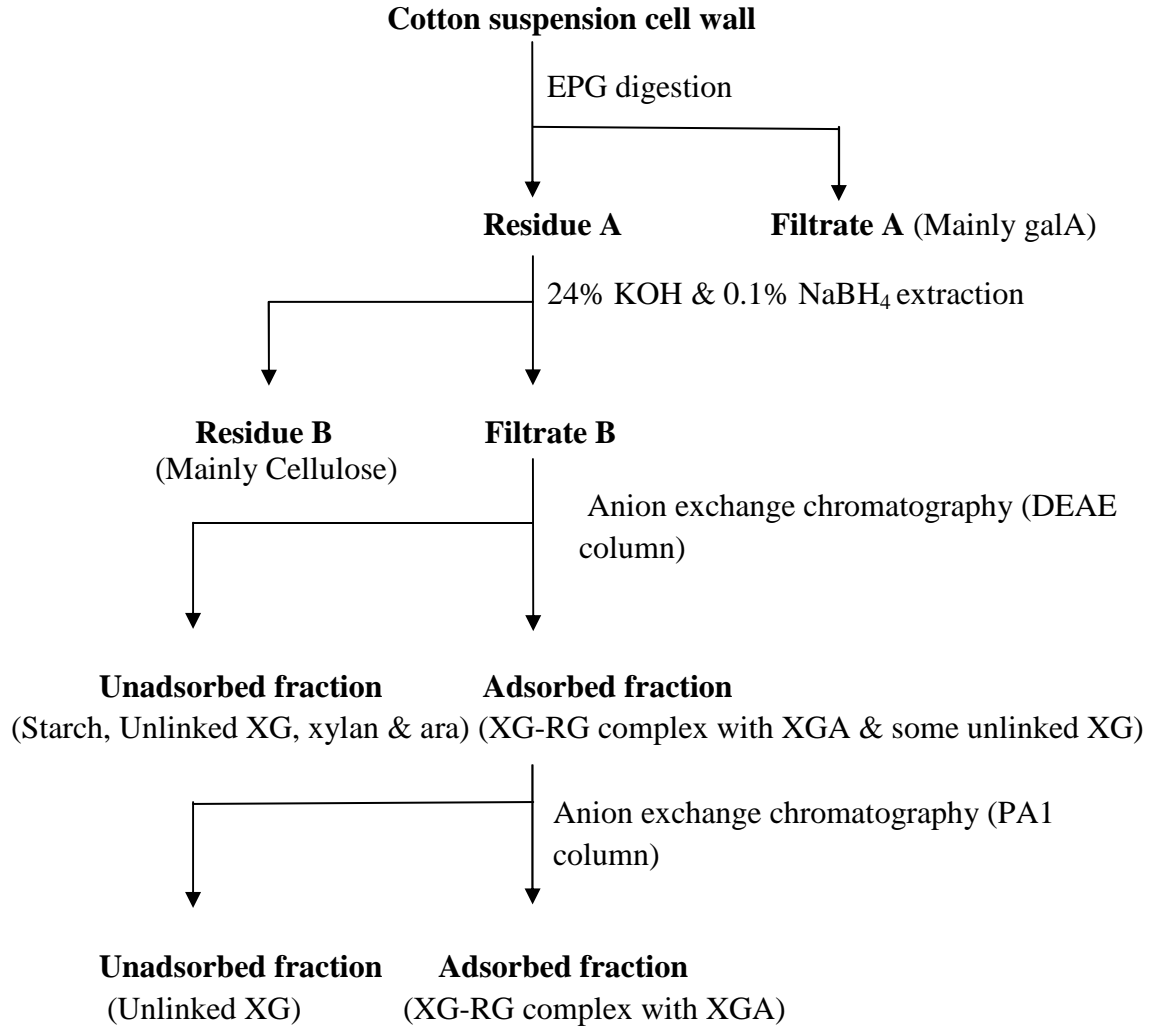 Cotton suspension cell wall
EPG digestion
Residue A
Filtrate A (Mainly galA)
24% KOH & 0.1% NaBH₄ extraction
Residue B
(Mainly Cellulose)
Filtrate B
Anion exchange chromatography (DEAE
column)
Unadsorbed fraction
(Starch, Unlinked XG, xylan & ara)
Adsorbed fraction
(XG-RG complex with XGA & some unlinked XG)
Anion exchange chromatography (PA1
column)
Unadsorbed fraction
(Unlinked XG)
Adsorbed fraction
(XG-RG complex with XGA)